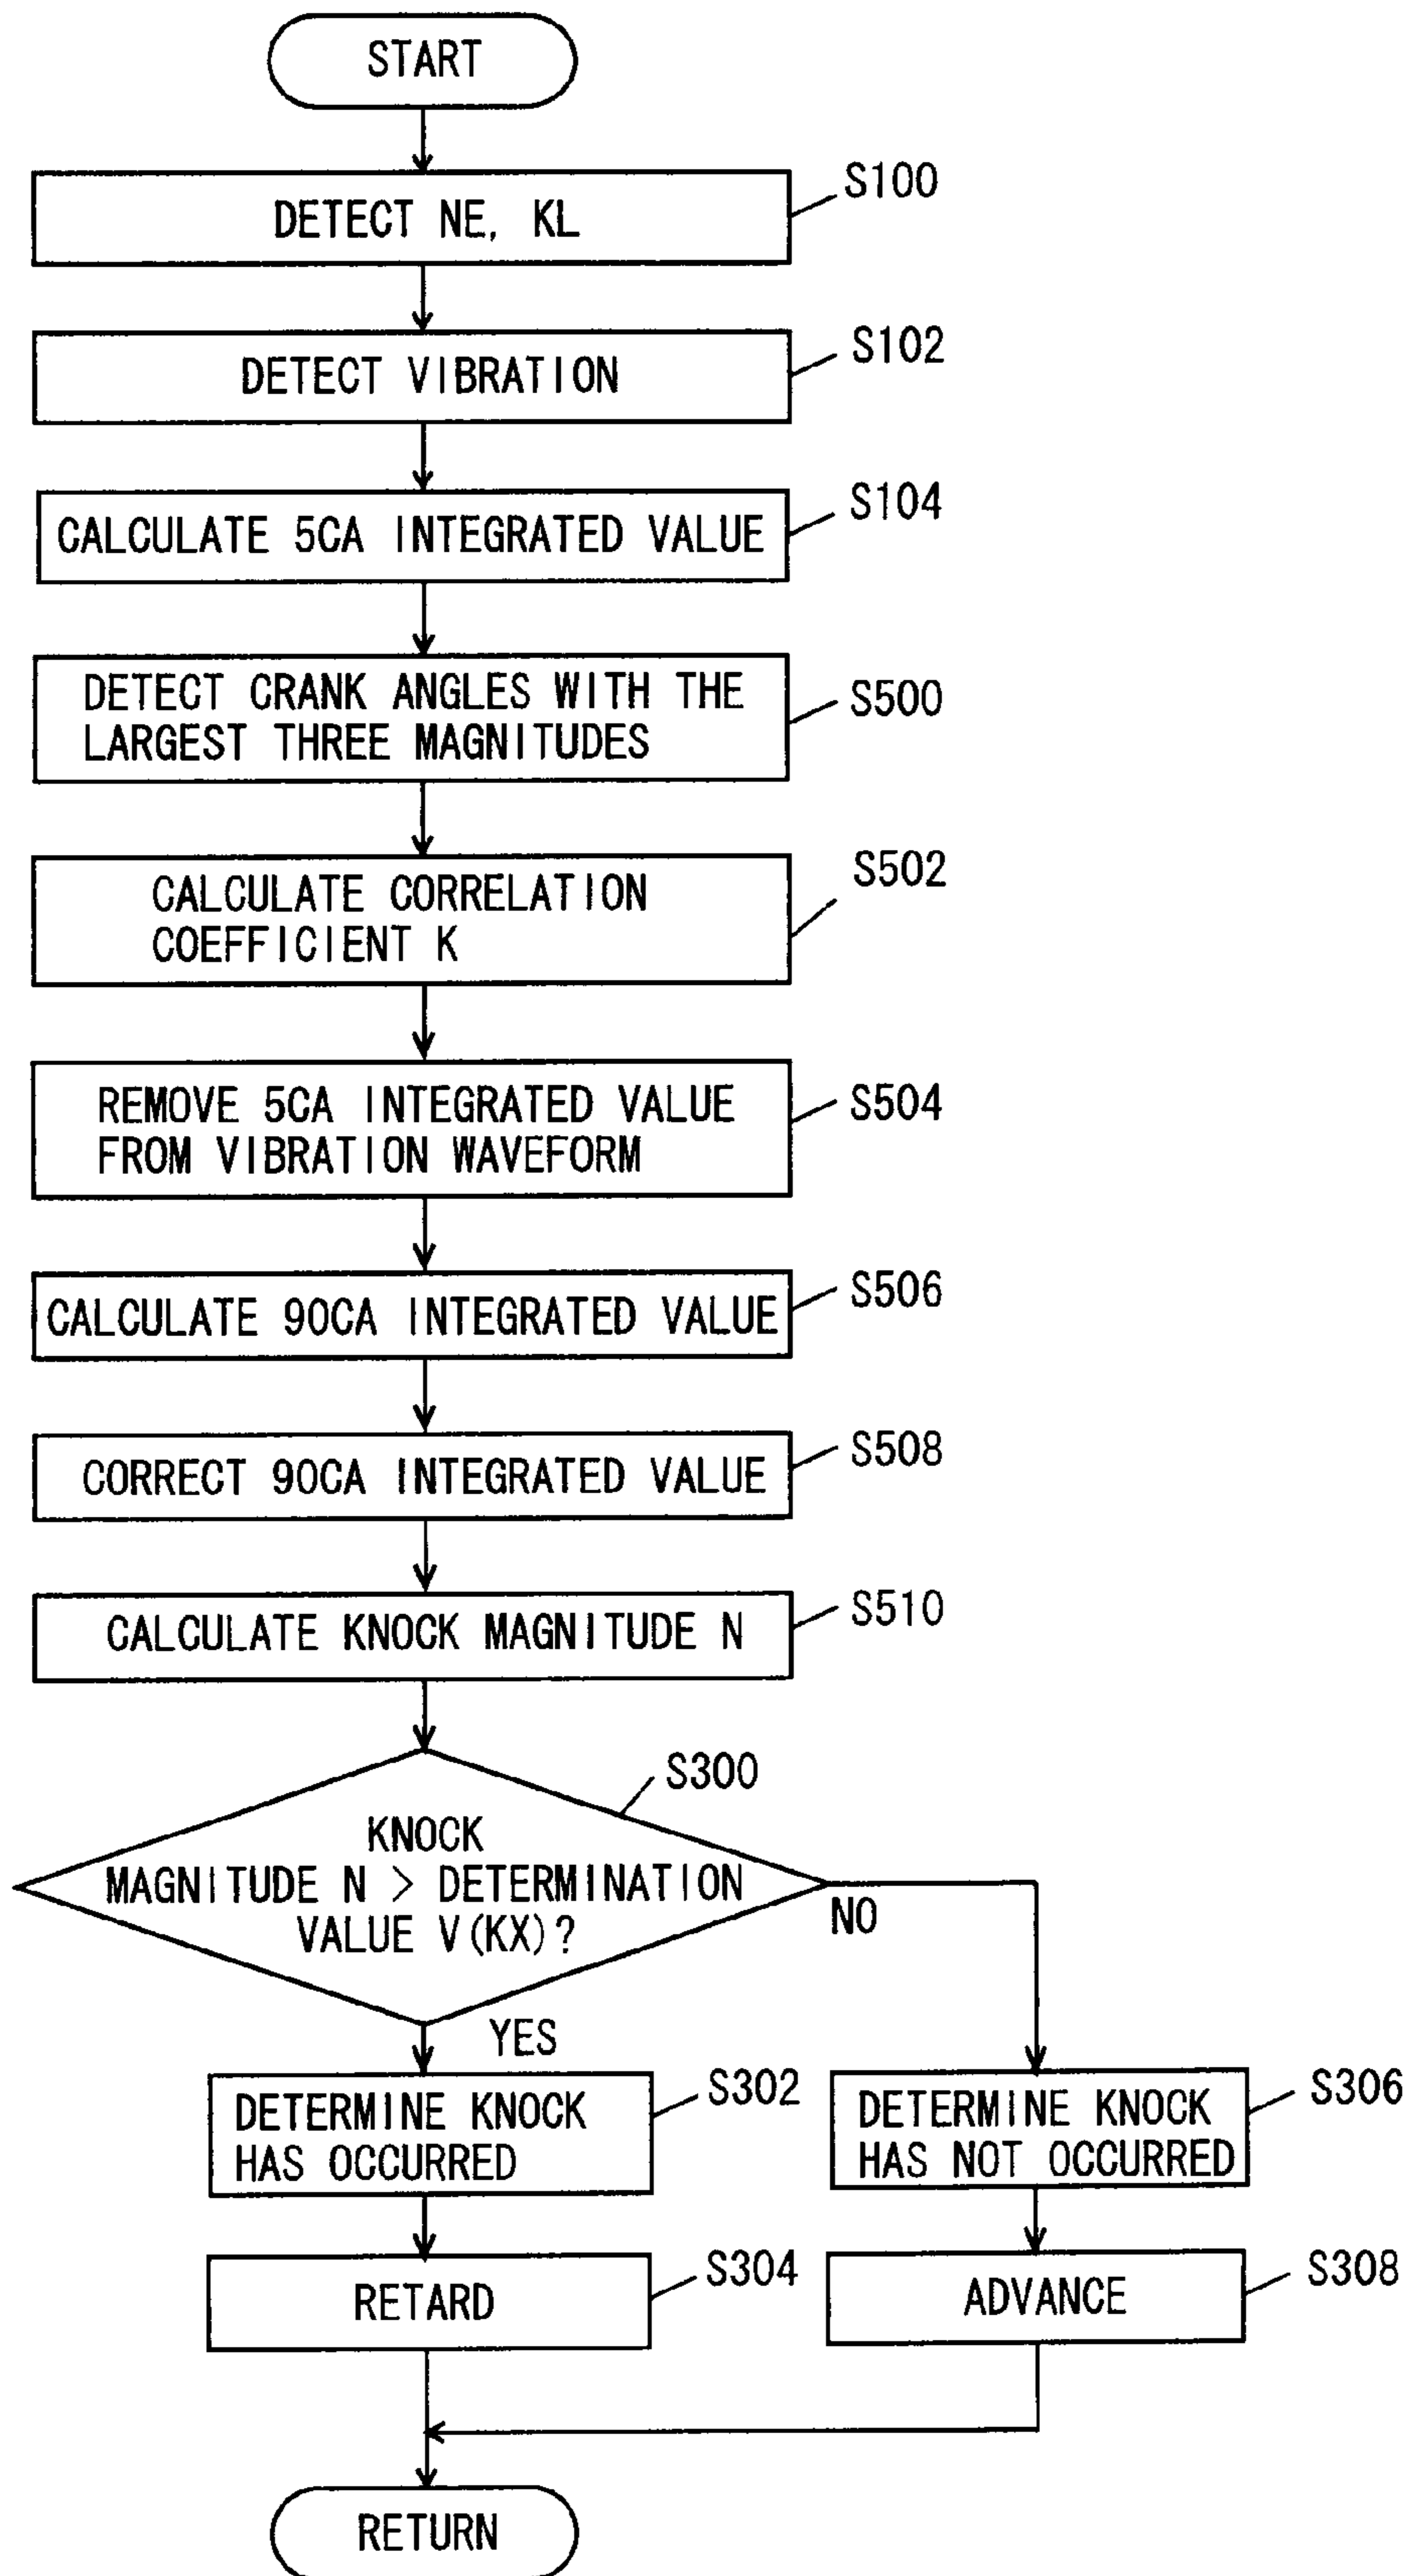 START
DETECT NE, KL
S100
DETECT VIBRATION
S102
CALCULATE 5CA INTEGRATED VALUE
S104
DETECT CRANK ANGLES WITH THE
LARGEST THREE MAGNITUDES
S500
CALCULATE CORRELATION
COEFFICIENT K
S502
REMOVE 5CA INTEGRATED VALUE
FROM VIBRATION WAVEFORM
S504
CALCULATE 90CA INTEGRATED VALUE
S506
CORRECT 90CA INTEGRATED VALUE
S508
CALCULATE KNOCK MAGNITUDE N
S510
S300
KNOCK
MAGNITUDE N > DETERMINATION
VALUE V(KX)?
NO
YES
DETERMINE KNOCK
HAS OCCURRED
S302
DETERMINE KNOCK
HAS NOT OCCURRED
S306
RETARD
S304
ADVANCE
S308
RETURN